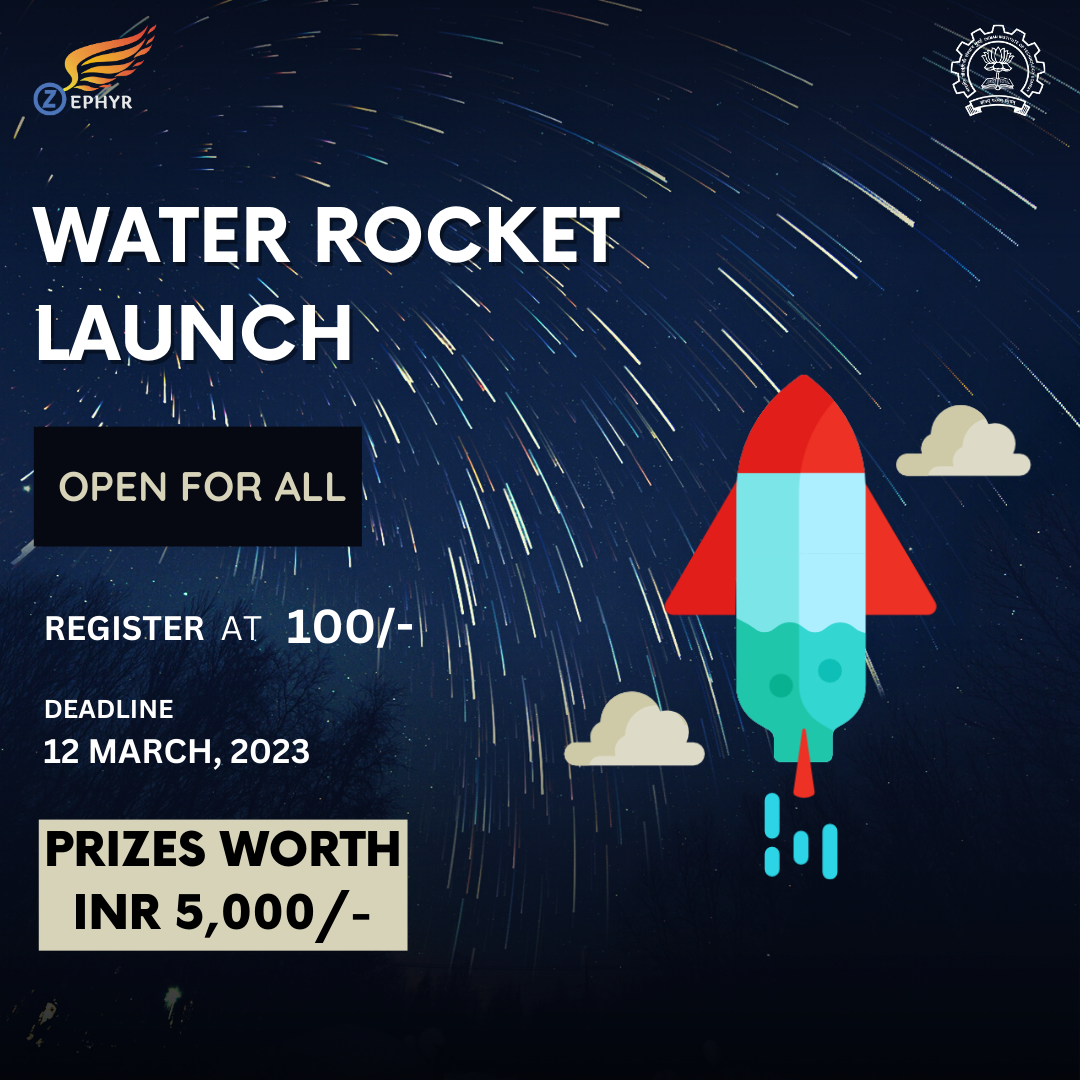 ZEPHYR
WATER ROCKET
LAUNCH
OPEN FOR ALL
REGISTER AT 100/-
DEADLINE
12 MARCH, 2023
PRIZES WORTH
INR 5,000/-